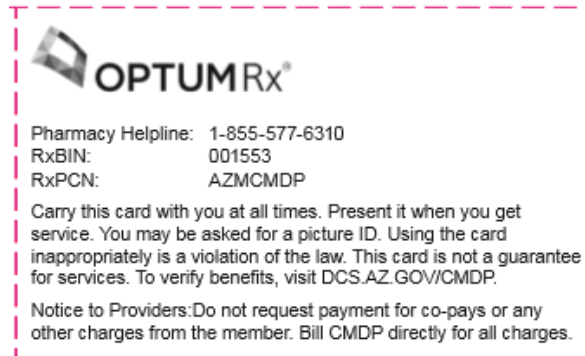 OPTUMRx®
Pharmacy Helpline: 1-855-577-6310
RxBIN: 001553
RxPCN: AZMCMDP
Carry this card with you at all times. Present it when you get
service. You may be asked for a picture ID. Using the card
inappropriately is a violation of the law. This card is not a guarantee
for services. To verify benefits, visit DCS.AZ.GOV/CMDP.
Notice to Providers:Do not request payment for co-pays or any
other charges from the member. Bill CMDP directly for all charges.